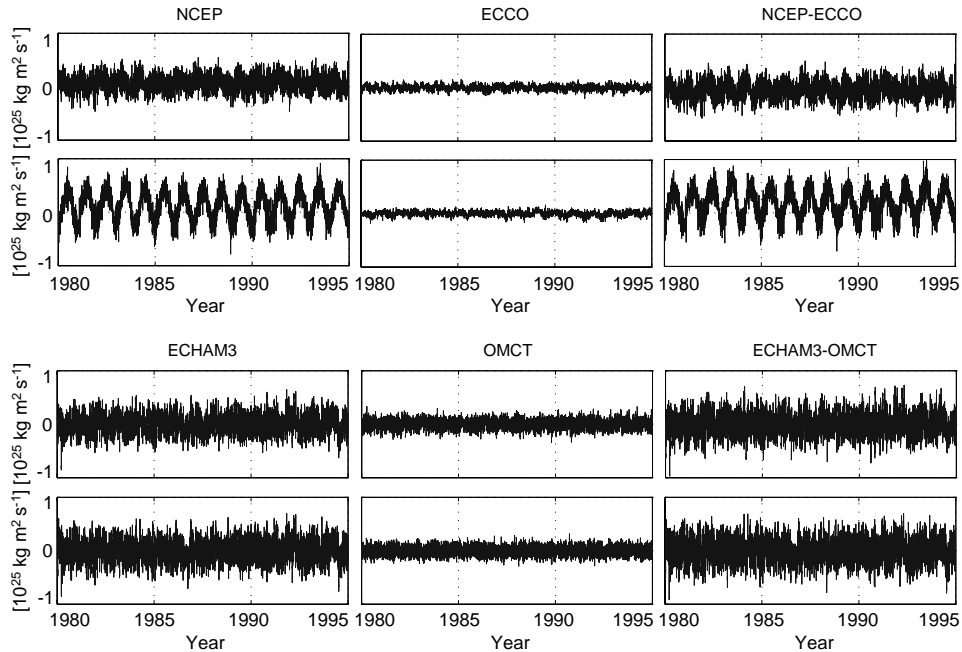 NCEP ECCO NCEP-ECCO
1
0
-1
[10²⁵ kg m² s⁻¹]
1
0
-1
[10²⁵ kg m² s⁻¹]
1980 1985 1990 1995 1980 1985 1990 1995 1980 1985 1990 1995
Year Year Year
ECHAM3 OMCT ECHAM3-OMCT
1
0
-1
[10²⁵ kg m² s⁻¹]
1
0
-1
[10²⁵ kg m² s⁻¹]
1980 1985 1990 1995 1980 1985 1990 1995 1980 1985 1990 1995
Year Year Year